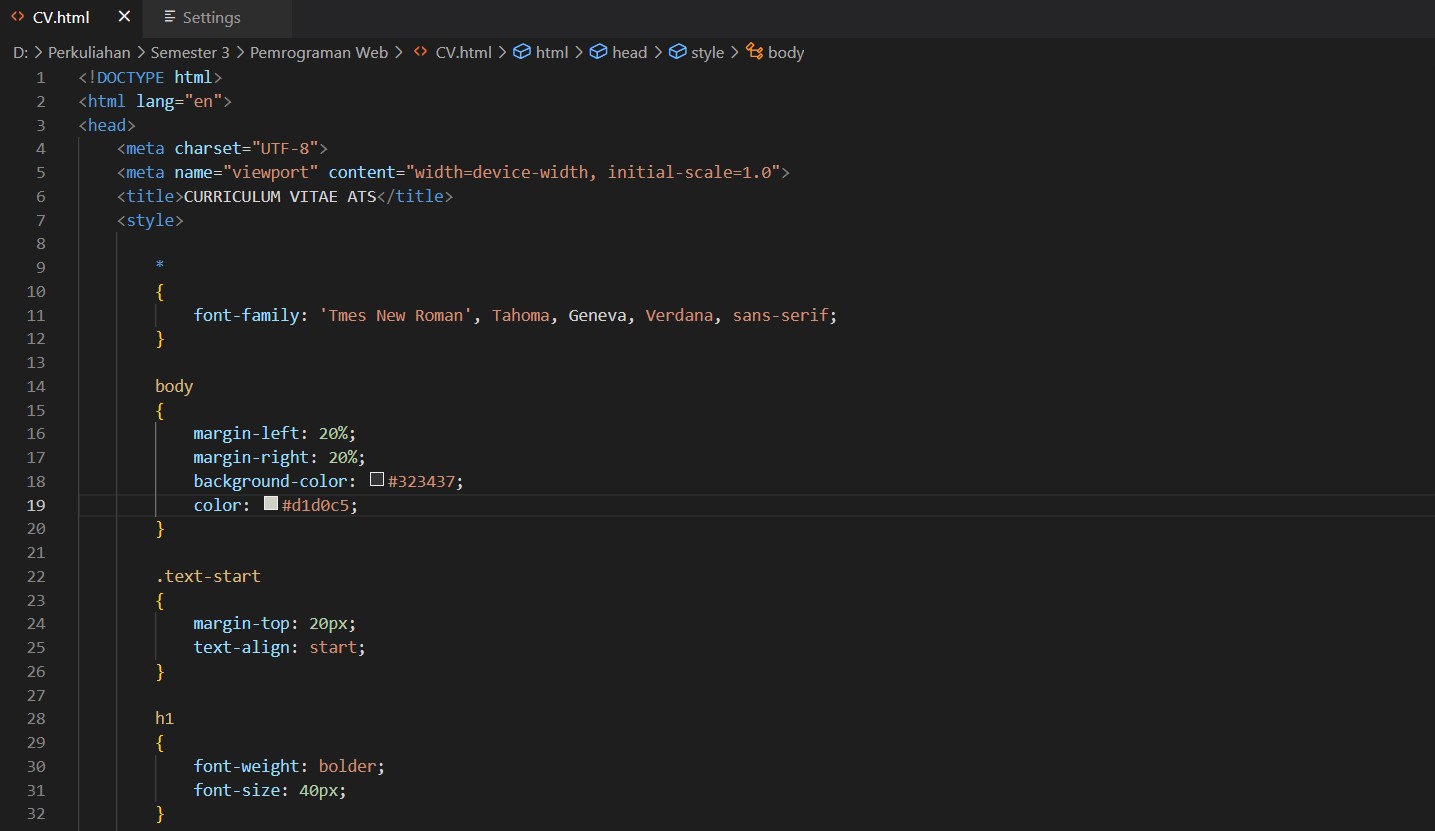 CV.html
Settings
D: > Perkuliahan > Semester 3 > Pemrograman Web > CV.html > html > head > style > body
1 <!DOCTYPE html>
2 <html lang="en">
3 <head>
4 <meta charset="UTF-8">
5 <meta name="viewport" content="width=device-width, initial-scale=1.0">
6 <title>CURRICULUM VITAE ATS</title>
7 <style>
8
9 *
10 {
11 font-family: 'Tmes New Roman', Tahoma, Geneva, Verdana, sans-serif;
12 }
13
14 body
15 {
16 margin-left: 20%;
17 margin-right: 20%;
18 background-color: #323437;
19 color: #d1d0c5;
20 }
21
22 .text-start
23 {
24 margin-top: 20px;
25 text-align: start;
26 }
27
28 h1
29 {
30 font-weight: bolder;
31 font-size: 40px;
32 }